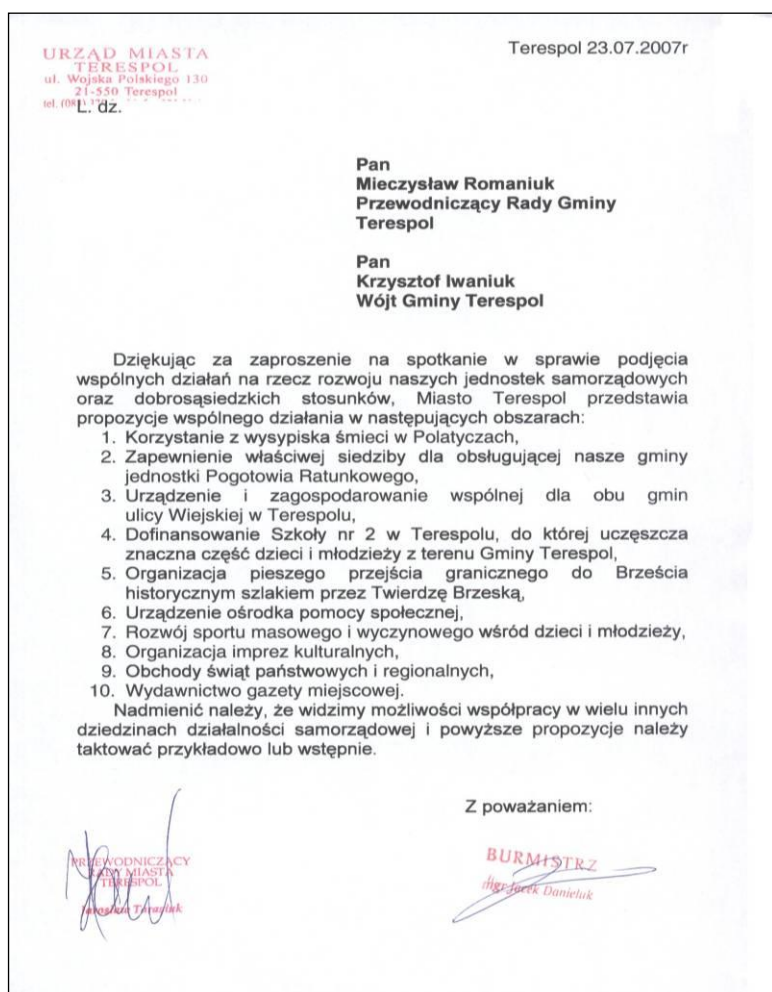 URZĄD MIASTA
TERESPOL
ul. Wojska Polskiego 130
21-550 Terespol
tel. (08
L. dz.
Terespol 23.07.2007r
Pan
Mieczysław Romaniuk
Przewodniczący Rady Gminy
Terespol
Pan
Krzysztof Iwaniuk
Wójt Gminy Terespol
Dziękując za zaproszenie na spotkanie w sprawie podjęcia
wspólnych działań na rzecz rozwoju naszych jednostek samorządowych
oraz dobrosąsiedzkich stosunków, Miasto Terespol przedstawia
propozycje wspólnego działania w następujących obszarach:
1. Korzystanie z wysypiska śmieci w Polatyczach,
2. Zapewnienie właściwej siedziby dla obsługującej nasze gminy
jednostki Pogotowia Ratunkowego,
3. Urządzenie i zagospodarowanie wspólnej dla obu gmin
ulicy Wiejskiej w Terespolu,
4. Dofinansowanie Szkoły nr 2 w Terespolu, do której uczęszcza
znaczna część dzieci i młodzieży z terenu Gminy Terespol,
5. Organizacja pieszego przejścia granicznego do Brześcia
historycznym szlakiem przez Twierdzę Brzeską,
6. Urządzenie ośrodka pomocy społecznej,
7. Rozwój sportu masowego i wyczynowego wśród dzieci i młodzieży,
8. Organizacja imprez kulturalnych,
9. Obchody świąt państwowych i regionalnych,
10. Wydawnictwo gazety miejscowej.
Nadmienić należy, że widzimy możliwości współpracy w wielu innych
dziedzinach działalności samorządowej i powyższe propozycje należy
taktować przykładowo lub wstępnie.
Z poważaniem:
PRZEWODNICZĄCY
RADY MIASTA
TERESPOL
BURMISTRZ
mgr Jacek Danieluk